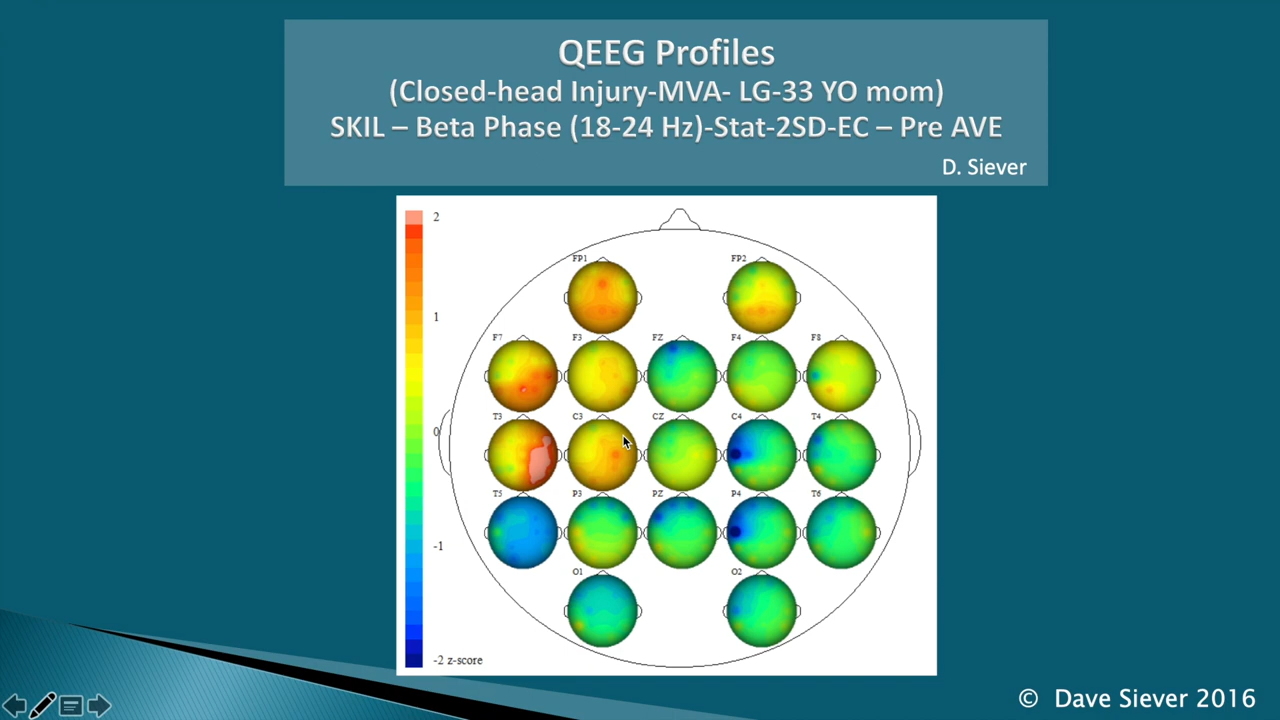 QEEG Profiles
(Closed-head Injury-MVA- LG-33 YO mom)
SKIL – Beta Phase (18-24 Hz)-Stat-2SD-EC – Pre AVE
D. Siever
2
1
0
-1
-2 z-score
FP1 FP2
F7 F3 FZ F4 F8
T3 C3 CZ C4 T4
T5 P3 PZ P4 T6
O1 O2
© Dave Siever 2016